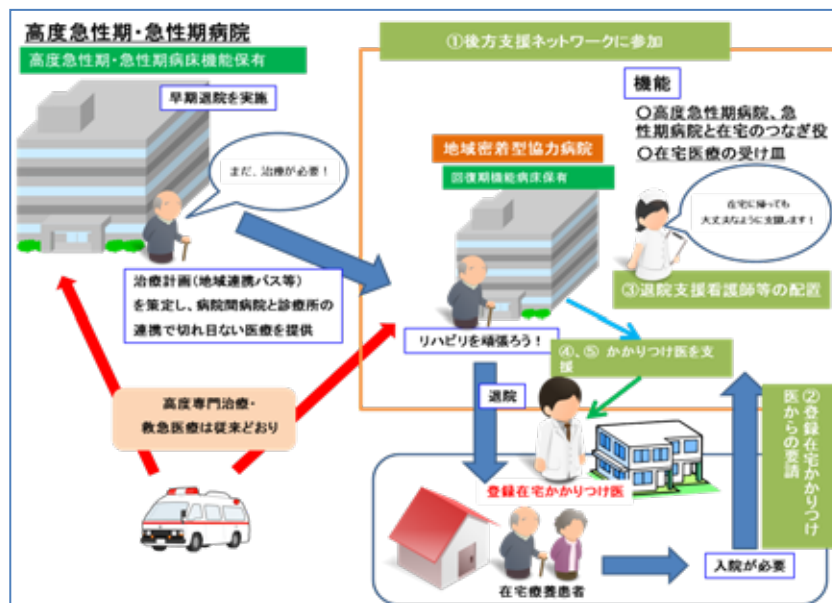 高度急性期・急性期病院
高度急性期・急性期病床機能保有
早期退院を実施
まだ、治療が必要！
治療計画（地域連携パス等）
を策定し、病院間病院と診療所の
連携で切れ目ない医療を提供
高度専門治療・
救急医療は従来どおり
①後方支援ネットワークに参加
機能
○高度急性期病院、急
性期病院と在宅のつなぎ役
○在宅医療の受け皿
地域密着型協力病院
回復期機能病床保有
在宅に帰っても
大丈夫なように支援します！
③退院支援看護師等の配置
リハビリを頑張ろう！
④、⑤ かかりつけ医を支
援
退院
②登録在宅かかりつけ
医からの要請
登録在宅かかりつけ医
在宅療養患者
入院が必要